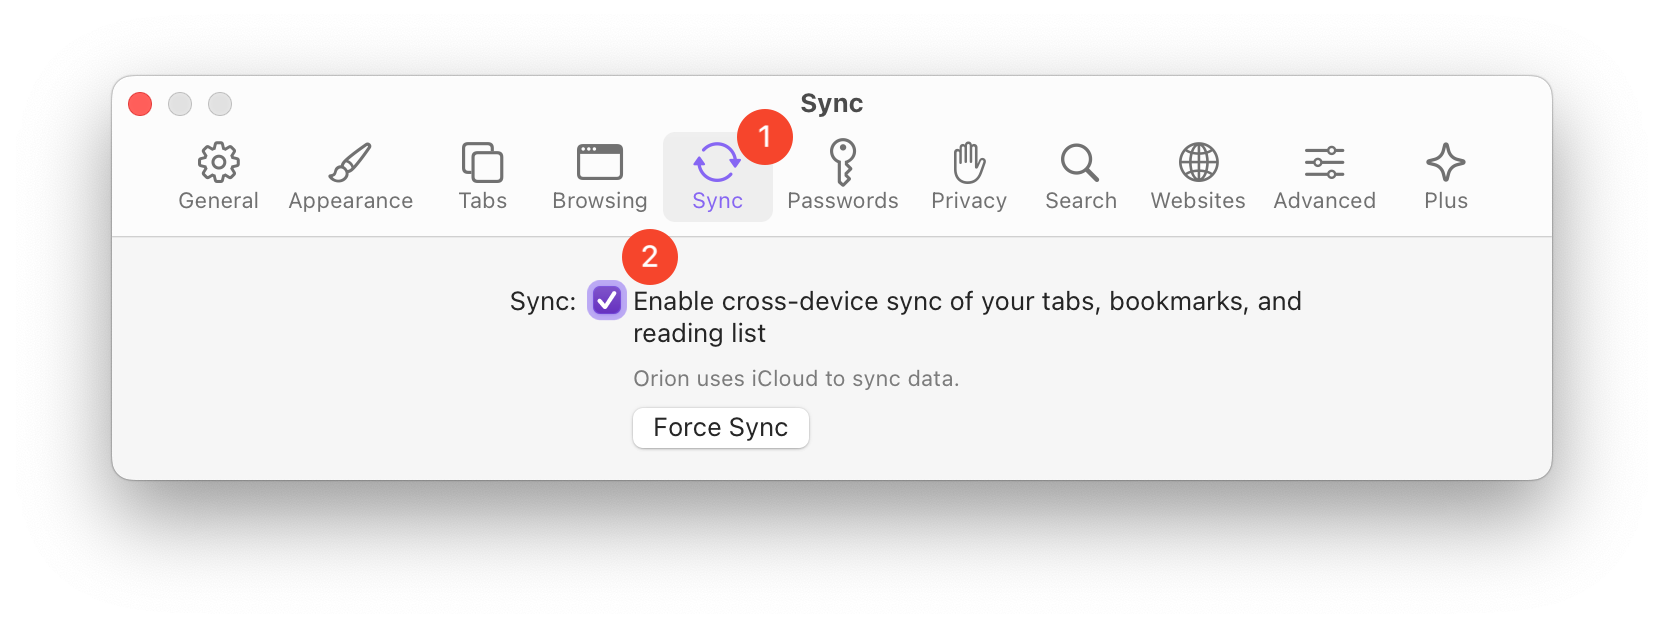 Sync
1
General Appearance Tabs Browsing Sync Passwords Privacy Search Websites Advanced Plus
2
Sync: Enable cross-device sync of your tabs, bookmarks, and
reading list
Orion uses iCloud to sync data.
Force Sync